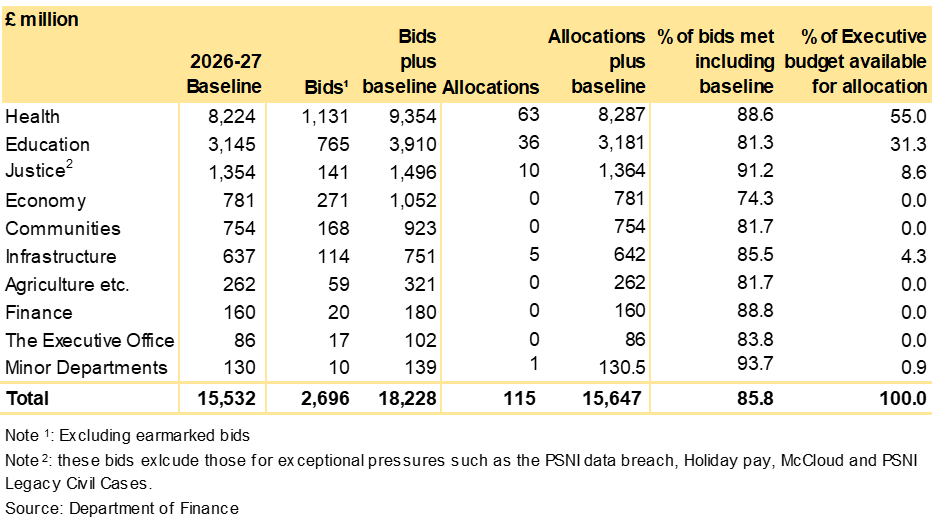 £ million
2026-27 Baseline Bids¹ Bids plus baseline Allocations Allocations plus baseline % of bids met including baseline % of Executive budget available for allocation
Health 8,224 1,131 9,354 63 8,287 88.6 55.0
Education 3,145 765 3,910 36 3,181 81.3 31.3
Justice² 1,354 141 1,496 10 1,364 91.2 8.6
Economy 781 271 1,052 0 781 74.3 0.0
Communities 754 168 923 0 754 81.7 0.0
Infrastructure 637 114 751 5 642 85.5 4.3
Agriculture etc. 262 59 321 0 262 81.7 0.0
Finance 160 20 180 0 160 88.8 0.0
The Executive Office 86 17 102 0 86 83.8 0.0
Minor Departments 130 10 139 1 130.5 93.7 0.9
Total 15,532 2,696 18,228 115 15,647 85.8 100.0
Note ¹: Excluding earmarked bids
Note ²: these bids exlcude those for exceptional pressures such as the PSNI data breach, Holiday pay, McCloud and PSNI
Legacy Civil Cases.
Source: Department of Finance